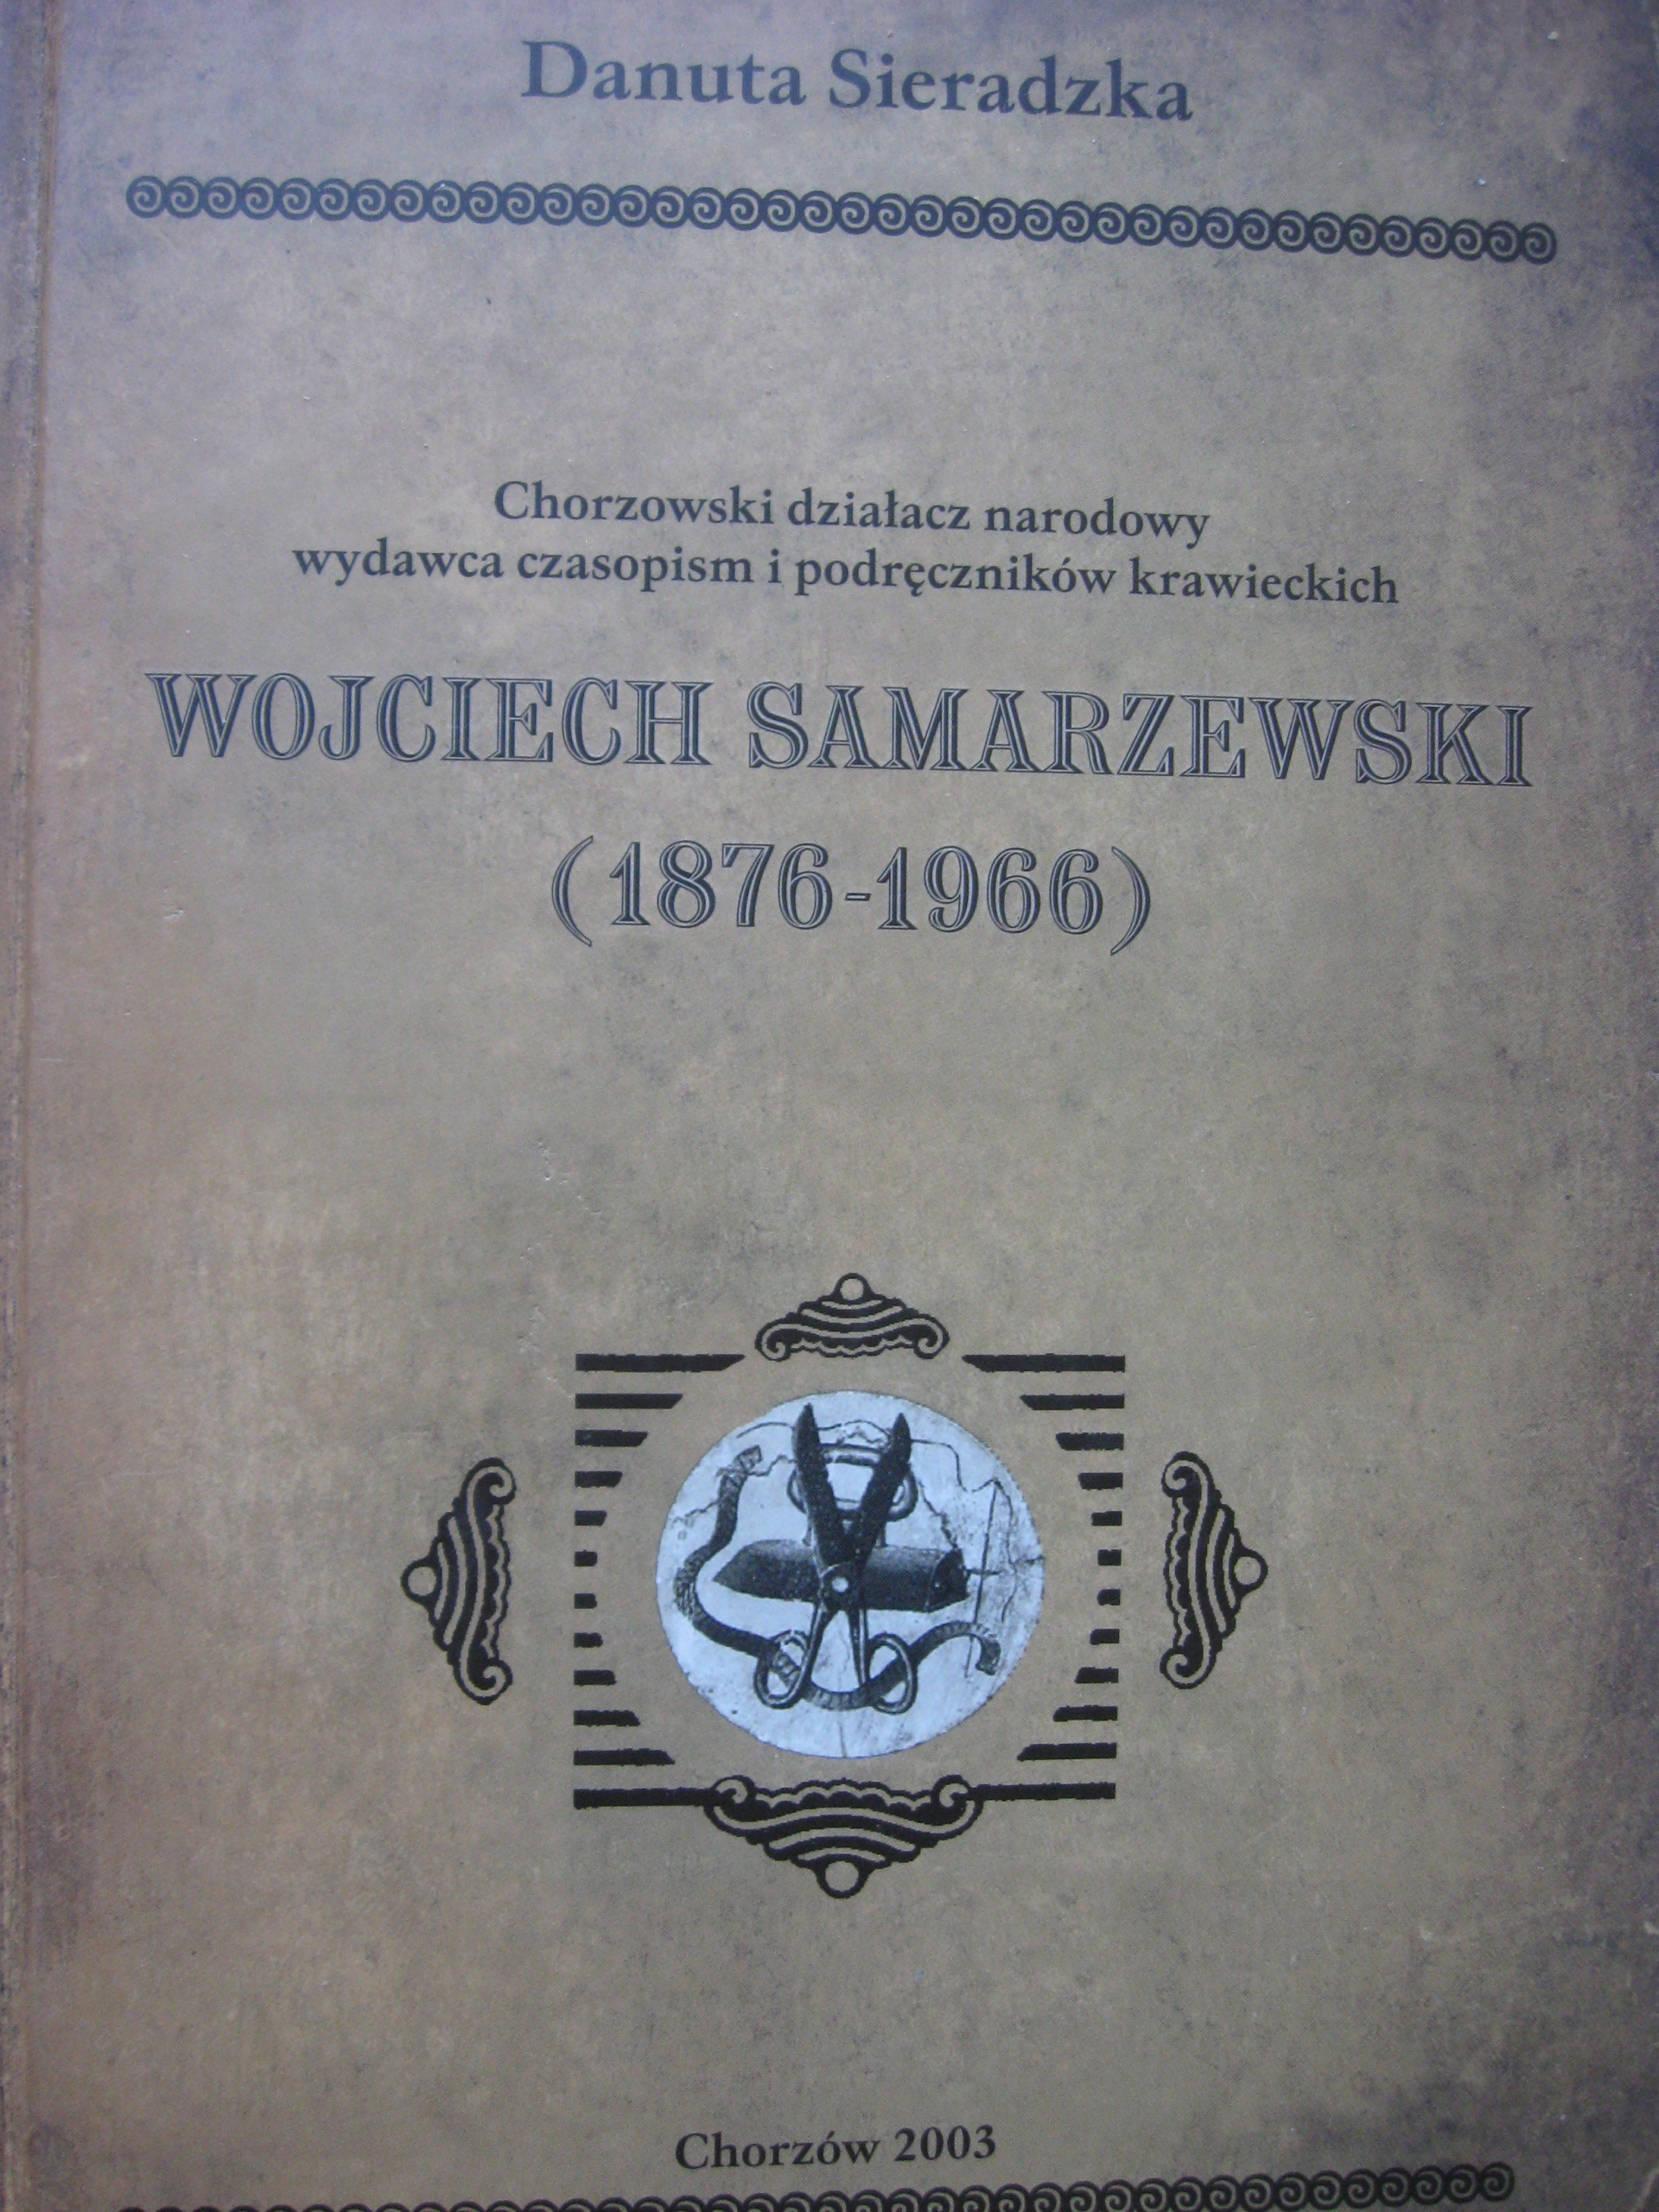 Danuta Sieradzka
Chorzowski działacz narodowy
wydawca czasopism i podręczników krawieckich
WOJCIECH SAMARZEWSKI
(1876-1966)
Chorzów 2003